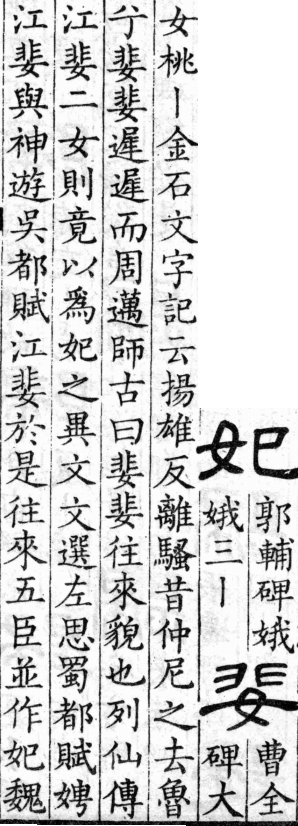 妃
郭輔碑娥
娥三丨
婓
曹全
碑大
女桃丨金石文字記云揚雄反離騷昔仲尼之去魯
兮婓婓遲遲而周邁師古曰婓婓往來貌也列仙傳
江婓二女則竟以爲妃之異文文選左思蜀都賦娉
江婓與神遊吳都賦江婓於是往來五臣並作妃魏